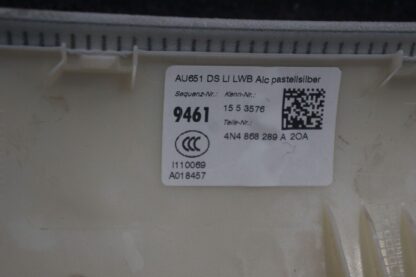 AU651 DS LI LWB Alc pastellsilber
Sequenz-Nr.: Kenn-Nr.:
9461 15 5 3576
Teile-Nr.:
4N4 868 289 A 2OA
CCC
I110069
A018457